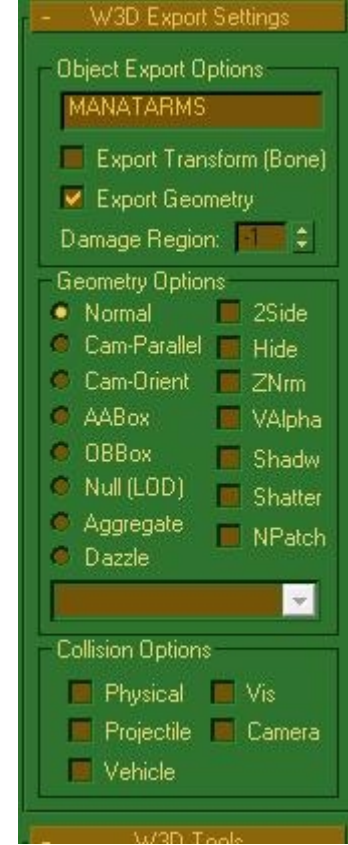 - W3D Export Settings
Object Export Options
MANATARMS
Export Transform (Bone)
Export Geometry
Damage Region: -1
Geometry Options
Normal 2Side
Cam-Parallel Hide
Cam-Orient ZNrm
AABox VAlpha
OBBox Shadw
Null (LOD) Shatter
Aggregate NPatch
Dazzle
Collision Options
Physical Vis
Projectile Camera
Vehicle
- W3D Tools